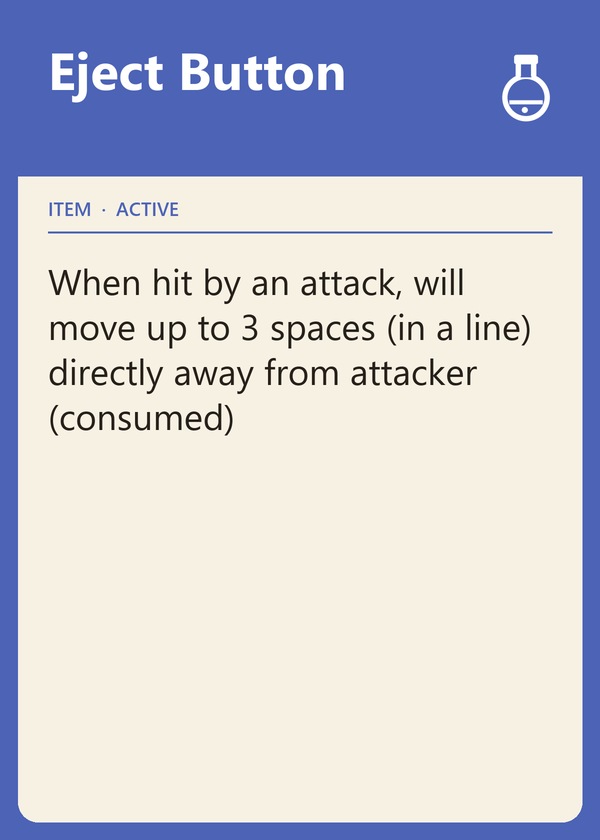 Eject Button
ITEM · ACTIVE
When hit by an attack, will
move up to 3 spaces (in a line)
directly away from attacker
(consumed)